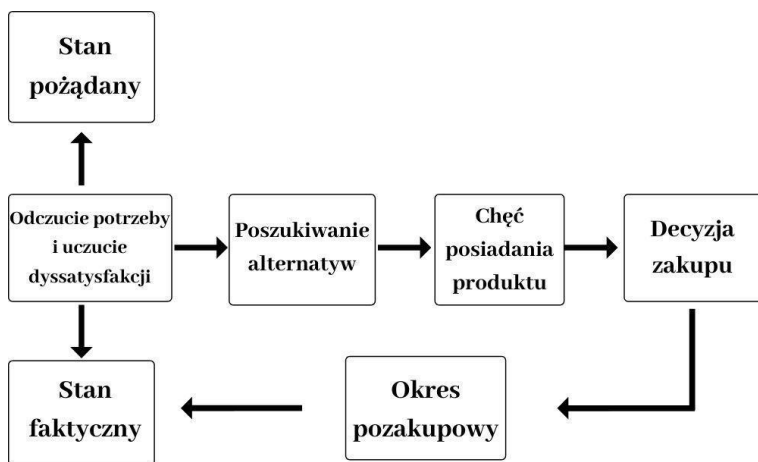 Stan
pożądany
Odczucie potrzeby
i uczucie
dyssatysfakcji
Poszukiwanie
alternatyw
Chęć
posiadania
produktu
Decyzja
zakupu
Stan
faktyczny
Okres
pozakupowy